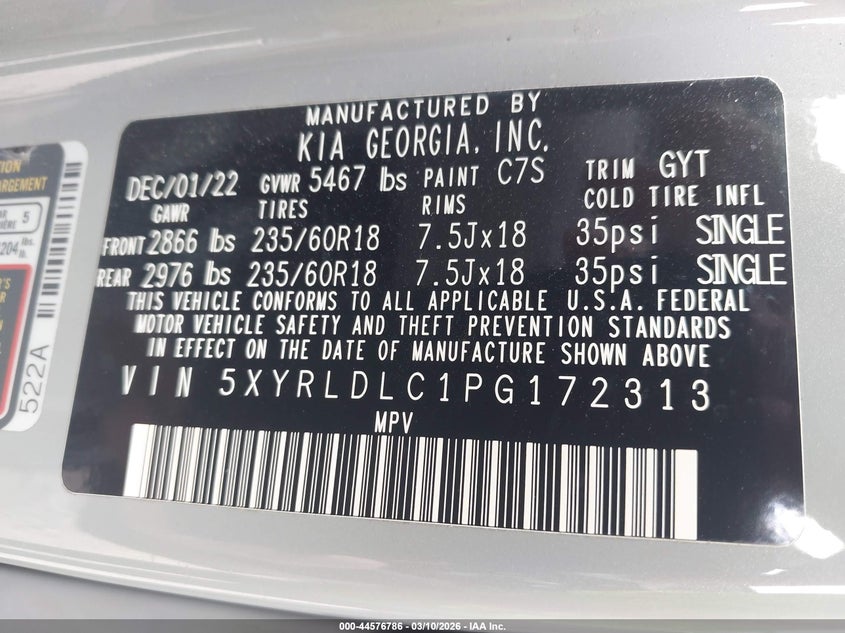 MANUFACTURED BY
KIA GEORGIA, INC.
DEC/01/22 GVWR 5467 lbs PAINT C7S TRIM GYT
GAWR TIRES RIMS COLD TIRE INFL
FRONT 2866 lbs 235/60R18 7.5Jx18 35psi SINGLE
REAR 2976 lbs 235/60R18 7.5Jx18 35psi SINGLE
THIS VEHICLE CONFORMS TO ALL APPLICABLE U.S.A. FEDERAL
MOTOR VEHICLE SAFETY AND THEFT PREVENTION STANDARDS
IN EFFECT ON THE DATE OF MANUFACTURE SHOWN ABOVE
VIN 5XYRLDLC1PG172313
MPV
5
204 lbs.
522A
000-44576786 - 03/10/2026 - IAA Inc.